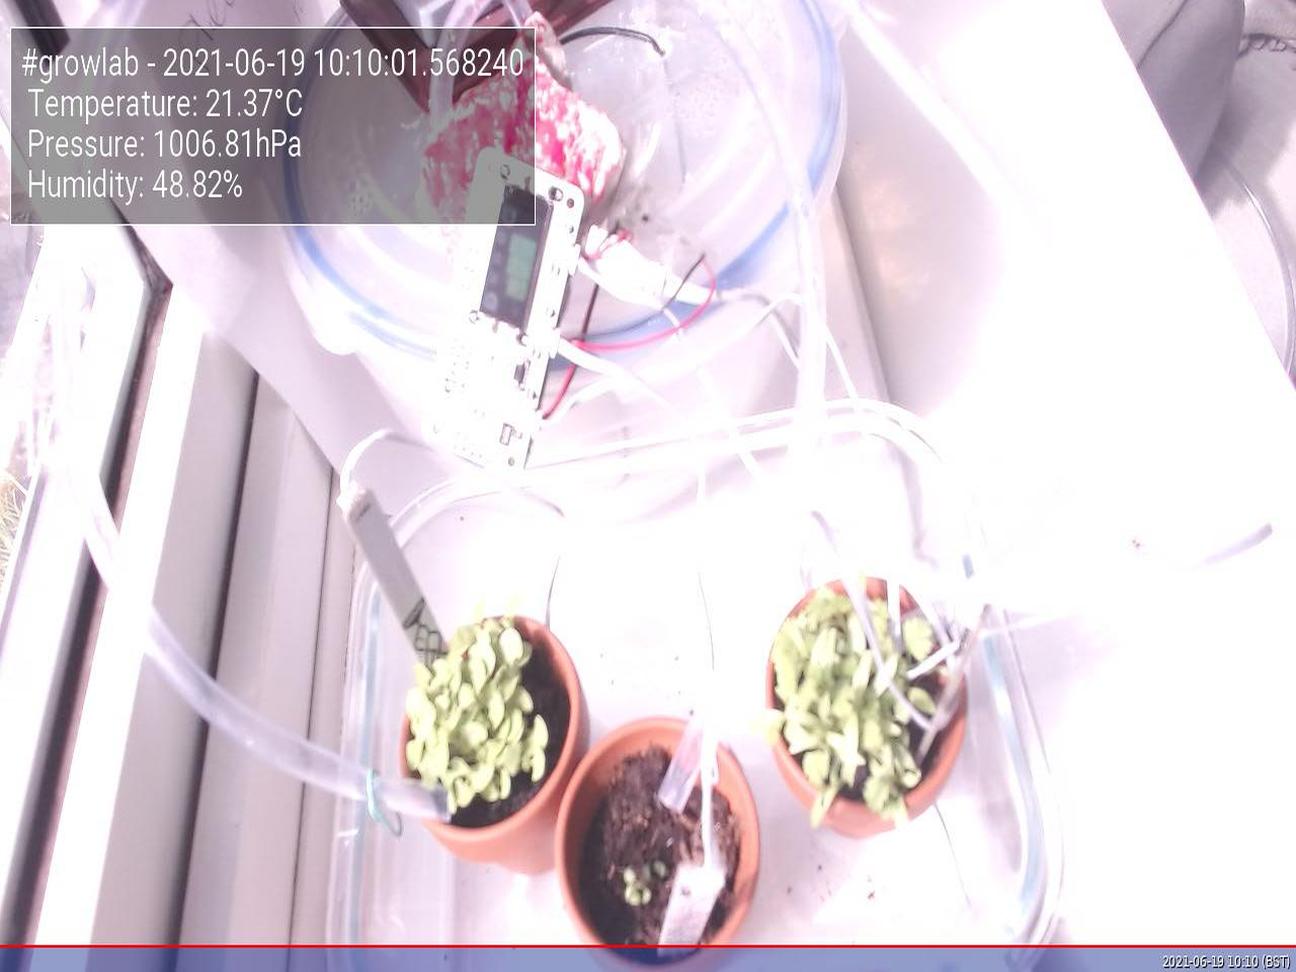 #growlab - 2021-06-19 10:10:01.568240
Temperature: 21.37°C
Pressure: 1006.81hPa
Humidity: 48.82%
2021-06-19 10:10 (BST)